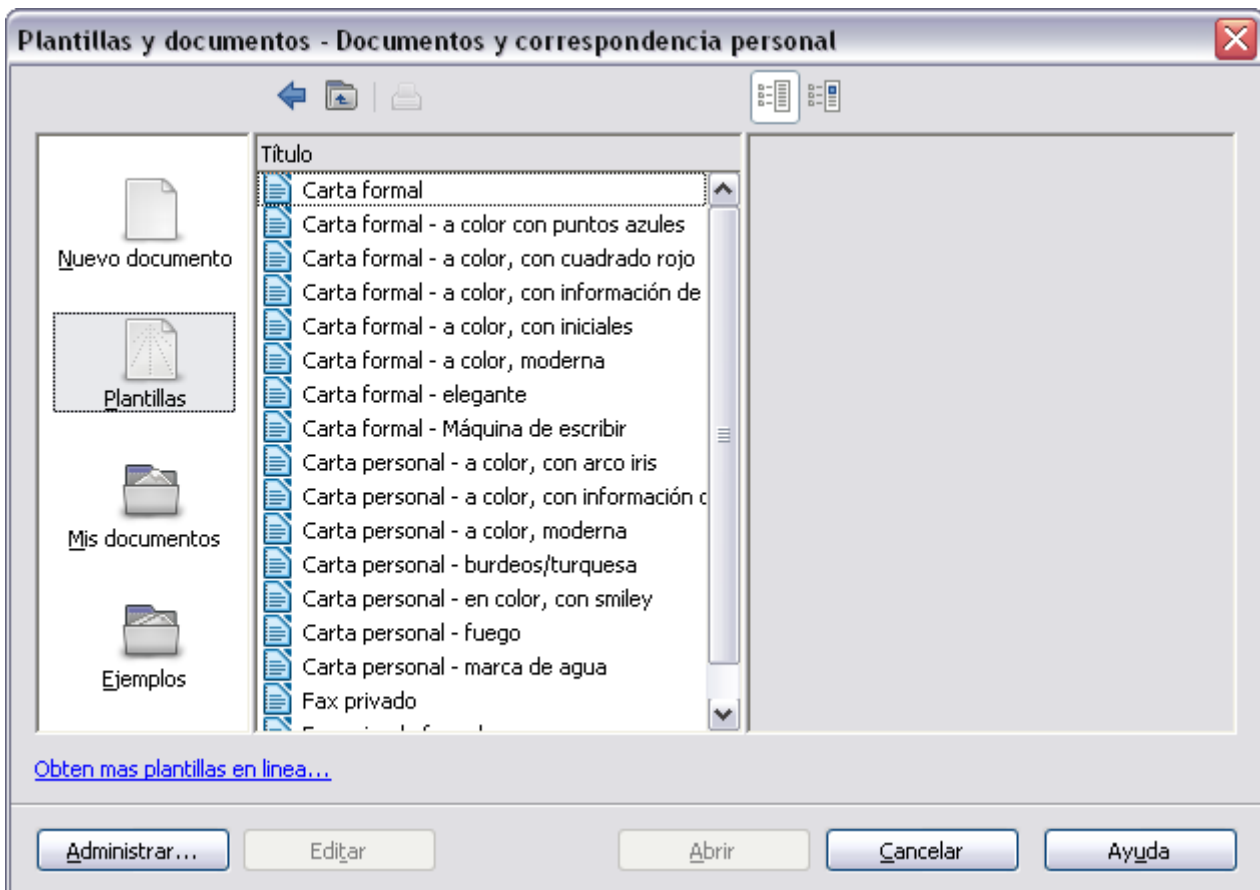 Plantillas y documentos - Documentos y correspondencia personal
Nuevo documento
Plantillas
Mis documentos
Ejemplos
Título
Carta formal
Carta formal - a color con puntos azules
Carta formal - a color, con cuadrado rojo
Carta formal - a color, con información de
Carta formal - a color, con iniciales
Carta formal - a color, moderna
Carta formal - elegante
Carta formal - Máquina de escribir
Carta personal - a color, con arco iris
Carta personal - a color, con información
Carta personal - a color, moderna
Carta personal - burdeos/turquesa
Carta personal - en color, con smiley
Carta personal - fuego
Carta personal - marca de agua
Fax privado
Obten mas plantillas en linea...
Administrar...
Editar
Abrir
Cancelar
Ayuda